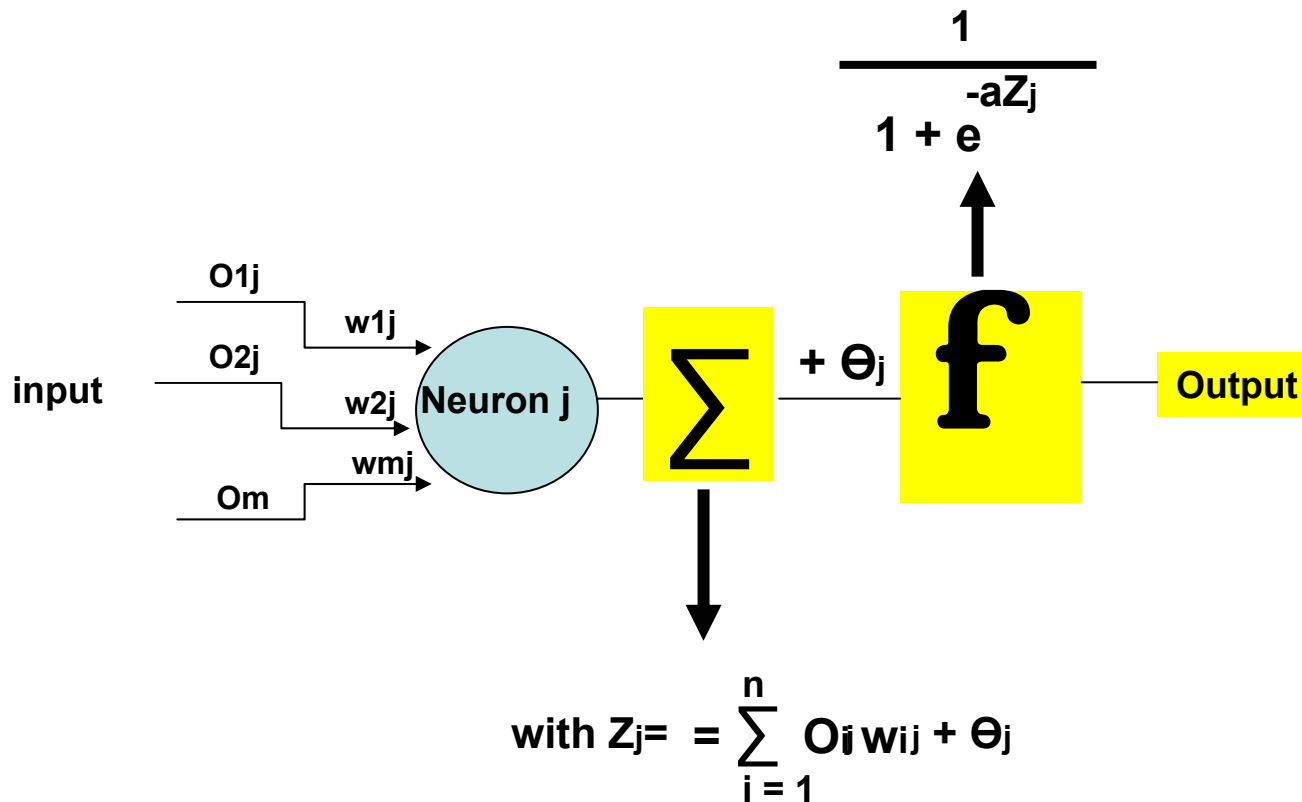 1
-aZj
1 + e
O1j
w1j
O2j
input
w2j
Neuron j
∑
+ Θj
f
Output
wmj
Om
n
with Zj= = ∑ Oij wij + Θj
i = 1